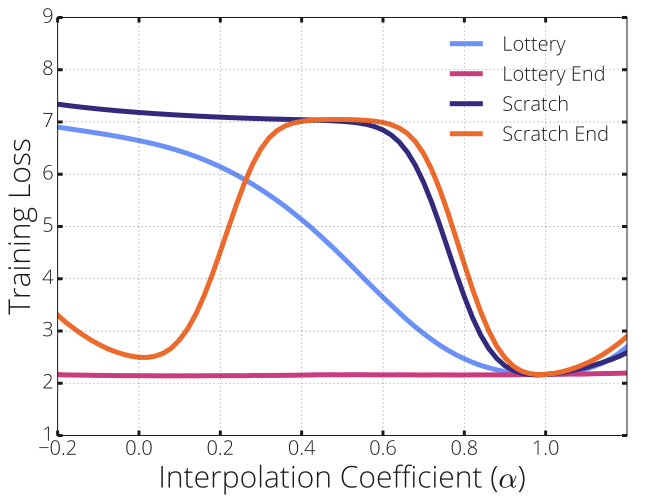 9
8
7
6
5
4
3
2
1
Training Loss
Lottery
Lottery End
Scratch
Scratch End
−0.2 0.0 0.2 0.4 0.6 0.8 1.0
Interpolation Coefficient (α)